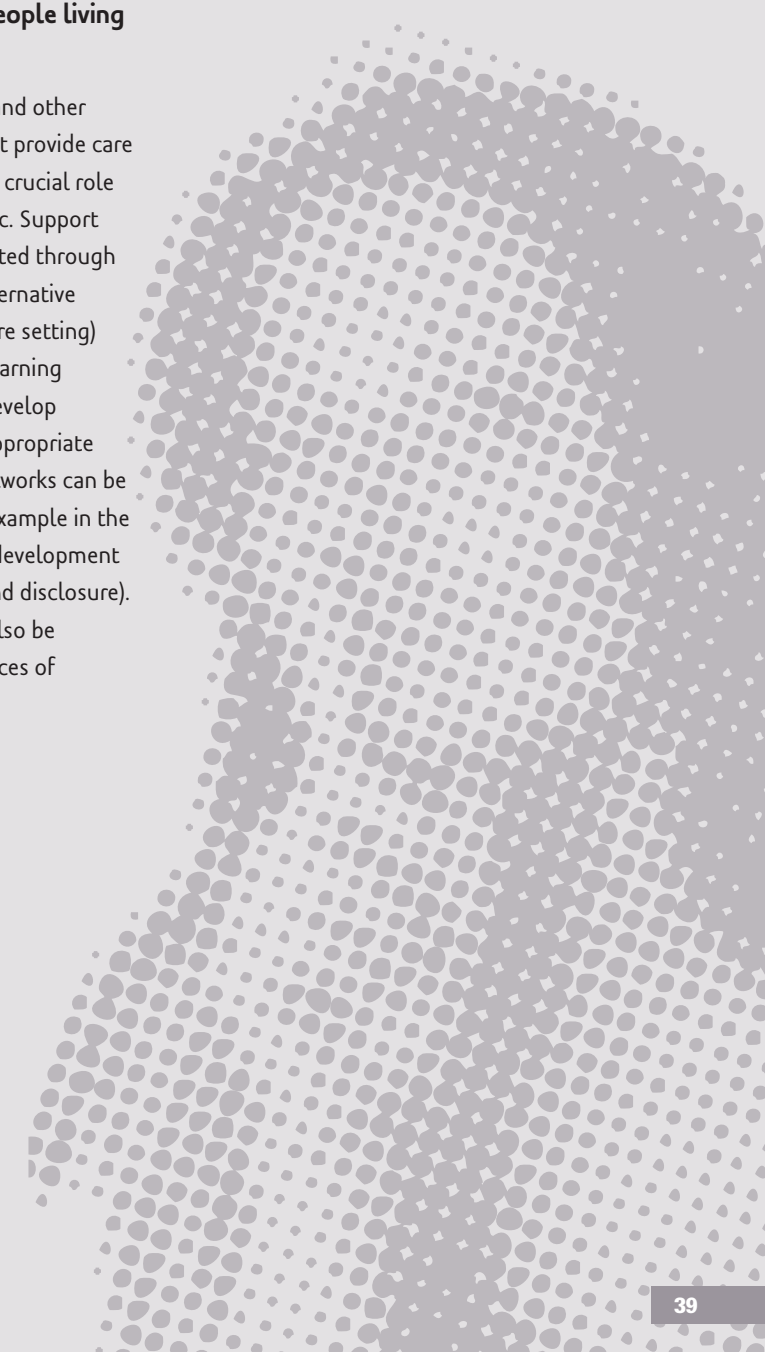 eople living
nd other
t provide care
crucial role
c. Support
ted through
ernative
re setting)
arning
evelop
ppropriate
works can be
xample in the
development
nd disclosure).
lso be
ces of
39